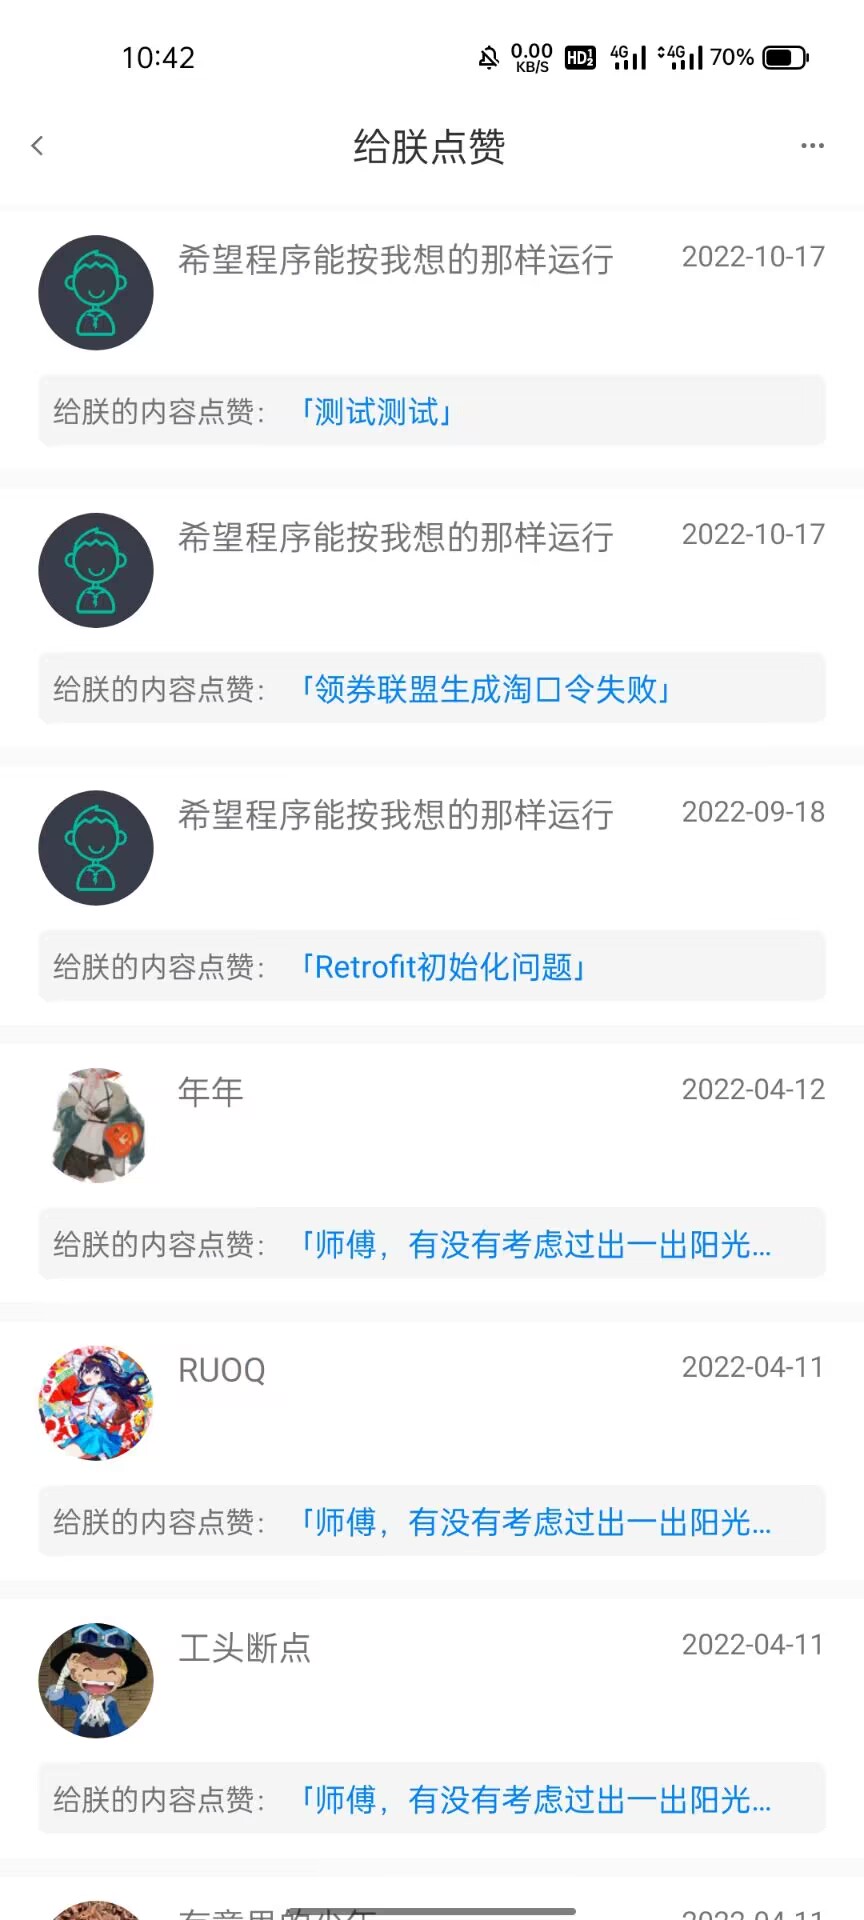 10:42
0.00 KB/S HD 1 2 4G 4G 70%
给朕点赞
希望程序能按我想的那样运行 2022-10-17
给朕的内容点赞： 「测试测试」
希望程序能按我想的那样运行 2022-10-17
给朕的内容点赞： 「领券联盟生成淘口令失败」
希望程序能按我想的那样运行 2022-09-18
给朕的内容点赞： 「Retrofit初始化问题」
年年 2022-04-12
给朕的内容点赞： 「师傅，有没有考虑过出一出阳光...
RUOQ 2022-04-11
给朕的内容点赞： 「师傅，有没有考虑过出一出阳光...
工头断点 2022-04-11
给朕的内容点赞： 「师傅，有没有考虑过出一出阳光...
2022-04-11